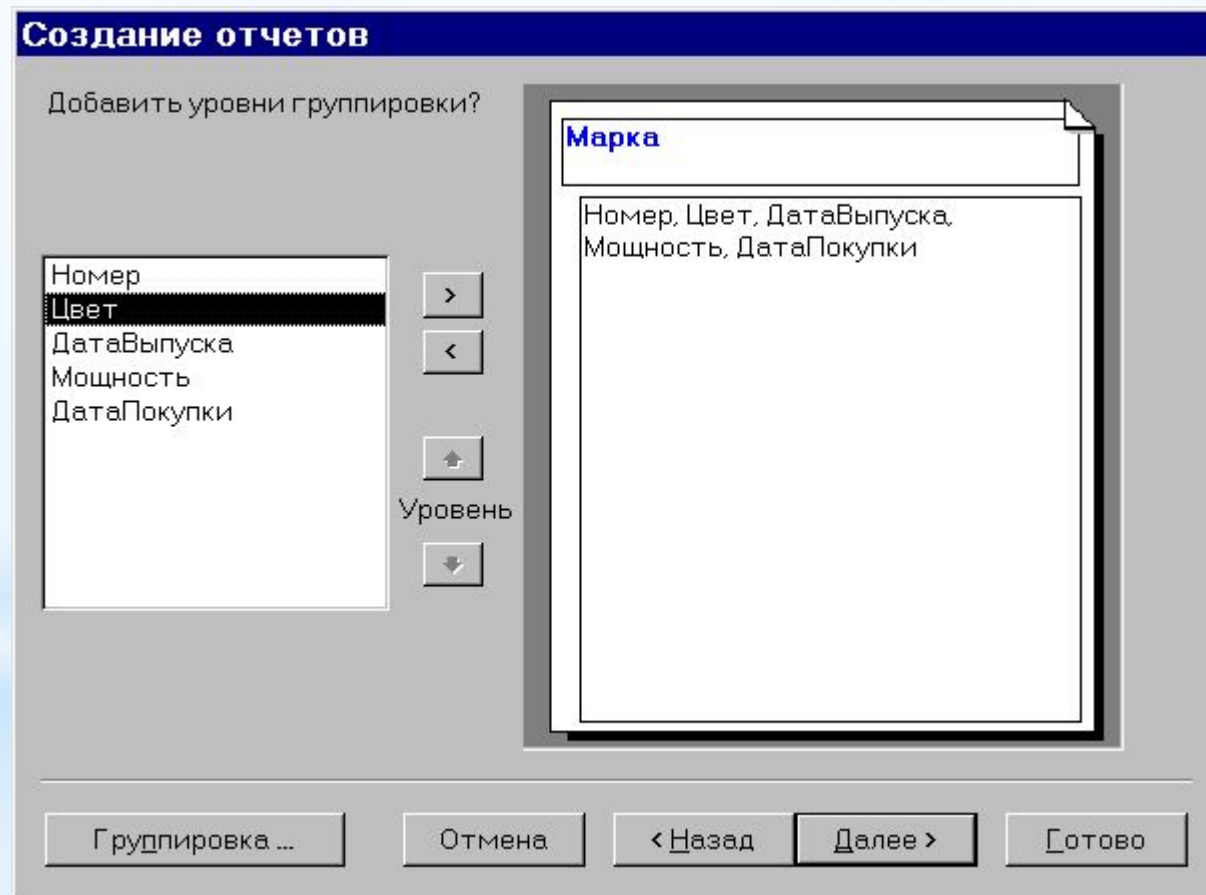 Создание отчетов
Добавить уровни группировки?
Номер
Цвет
ДатаВыпуска
Мощность
ДатаПокупки
>
<
Уровень
Марка
Номер, Цвет, ДатаВыпуска,
Мощность, ДатаПокупки
Группировка ...
Отмена
< Назад
Далее >
Готово